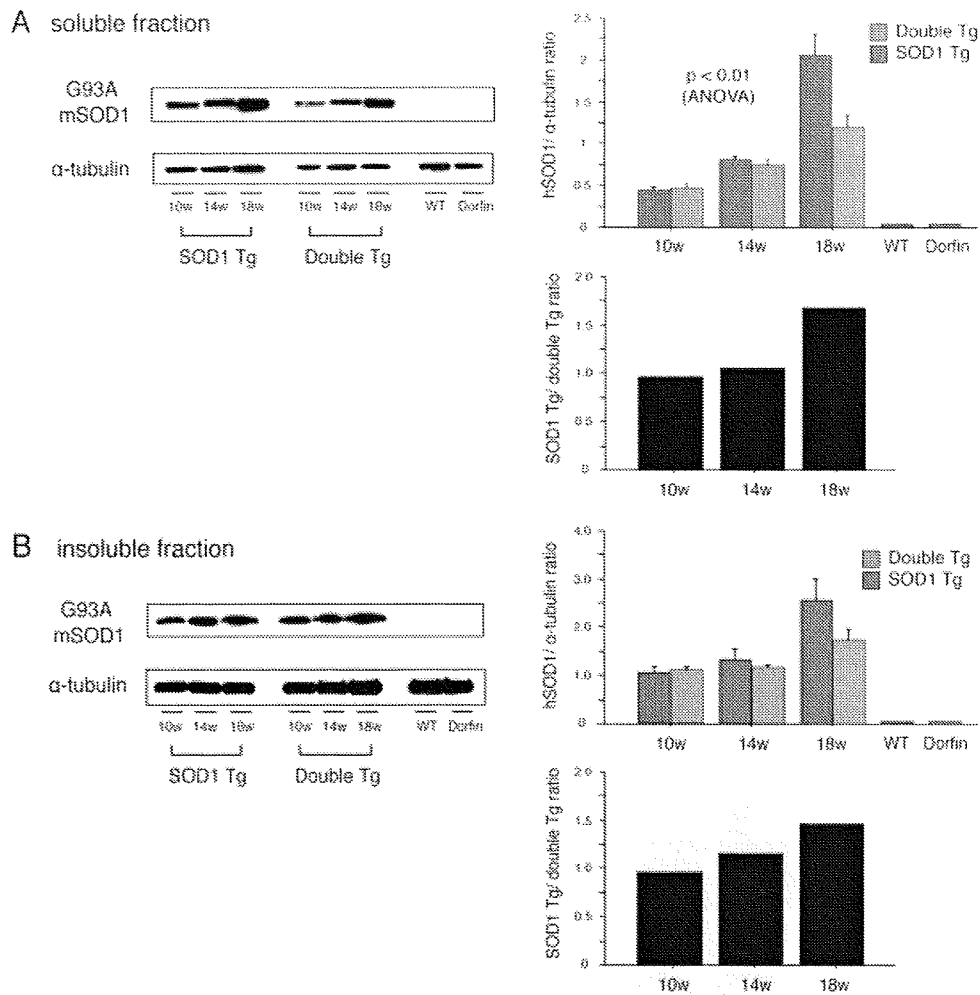 A soluble fraction
G93A
mSOD1
α-tubulin
10w 14w 18w 10w 14w 18w WT Dorfin
SOD1 Tg Double Tg
hSOD1/ α-tubulin ratio
2.5
2
1.5
1
0.5
0
p < 0.01
(ANOVA)
Double Tg
SOD1 Tg
10w 14w 18w WT Dorfin
SOD1 Tg/ double Tg ratio
2.0
1.5
1.0
0.5
0
10w 14w 18w
B insoluble fraction
G93A
mSOD1
α-tubulin
10w 14w 18w 10w 14w 18w WT Dorfin
SOD1 Tg Double Tg
hSOD1/ α-tubulin ratio
4.0
3.0
2.0
1.0
0
Double Tg
SOD1 Tg
10w 14w 18w WT Dorfin
SOD1 Tg/ double Tg ratio
2.0
1.5
1.0
0.5
0
10w 14w 18w